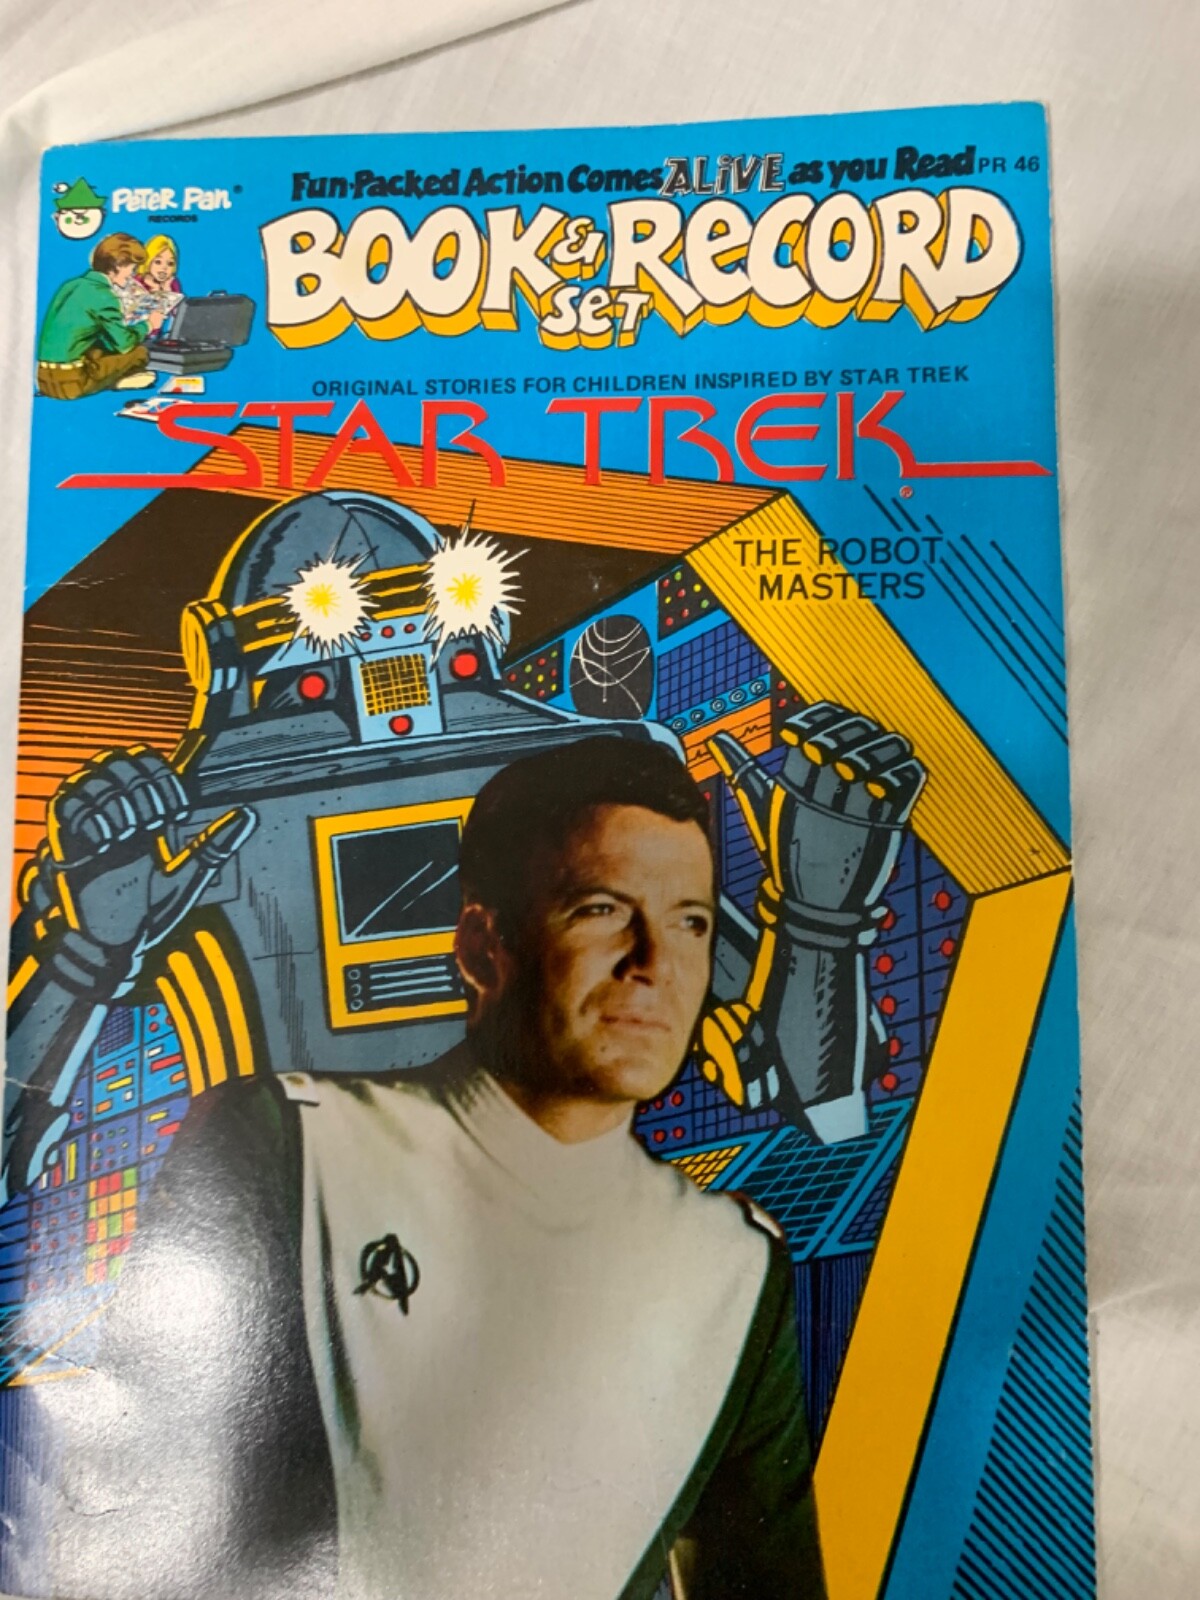 Fun-Packed Action Comes ALiVE as you Read PR 46
Peter Pan®
RECORDS
BOOK & RecORD
SeT
ORIGINAL STORIES FOR CHILDREN INSPIRED BY STAR TREK
STAR TREK®
THE ROBOT
MASTERS